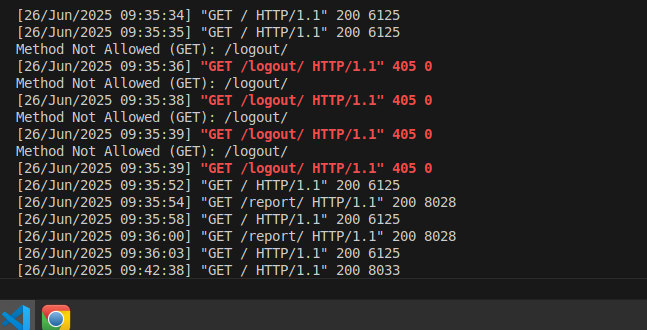 [26/Jun/2025 09:35:34] "GET / HTTP/1.1" 200 6125
[26/Jun/2025 09:35:35] "GET / HTTP/1.1" 200 6125
Method Not Allowed (GET): /logout/
[26/Jun/2025 09:35:36] "GET /logout/ HTTP/1.1" 405 0
Method Not Allowed (GET): /logout/
[26/Jun/2025 09:35:38] "GET /logout/ HTTP/1.1" 405 0
Method Not Allowed (GET): /logout/
[26/Jun/2025 09:35:39] "GET /logout/ HTTP/1.1" 405 0
Method Not Allowed (GET): /logout/
[26/Jun/2025 09:35:39] "GET /logout/ HTTP/1.1" 405 0
[26/Jun/2025 09:35:52] "GET / HTTP/1.1" 200 6125
[26/Jun/2025 09:35:54] "GET /report/ HTTP/1.1" 200 8028
[26/Jun/2025 09:35:58] "GET / HTTP/1.1" 200 6125
[26/Jun/2025 09:36:00] "GET /report/ HTTP/1.1" 200 8028
[26/Jun/2025 09:36:03] "GET / HTTP/1.1" 200 6125
[26/Jun/2025 09:42:38] "GET / HTTP/1.1" 200 8033